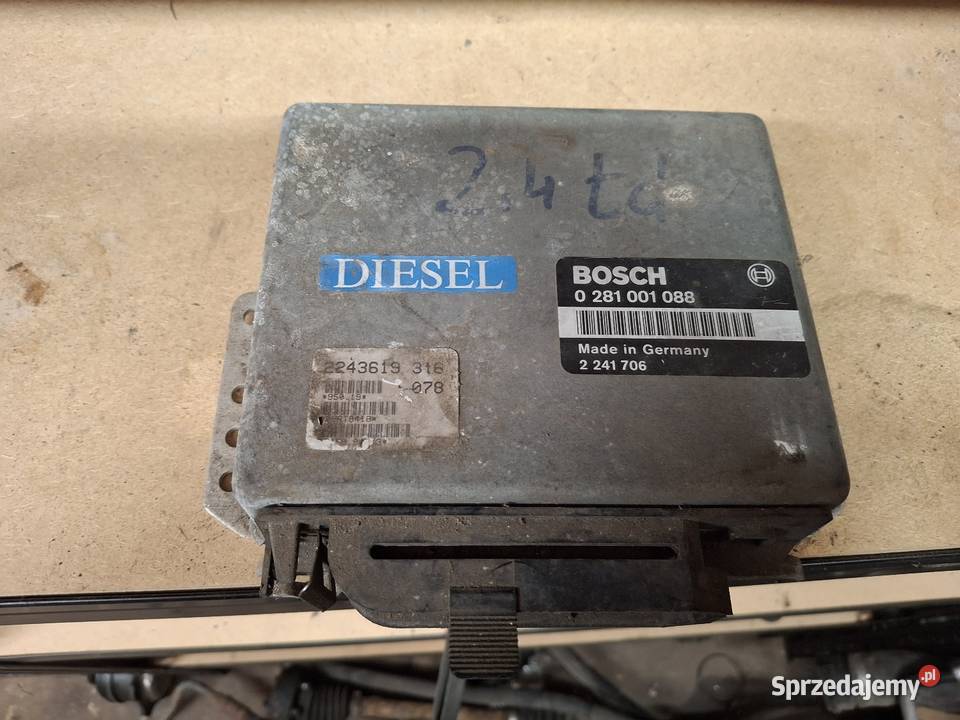 2.4 td
DIESEL
BOSCH
0 281 001 088
Made in Germany
2 241 706
2243619 316
078
Sprzedajemy.pl